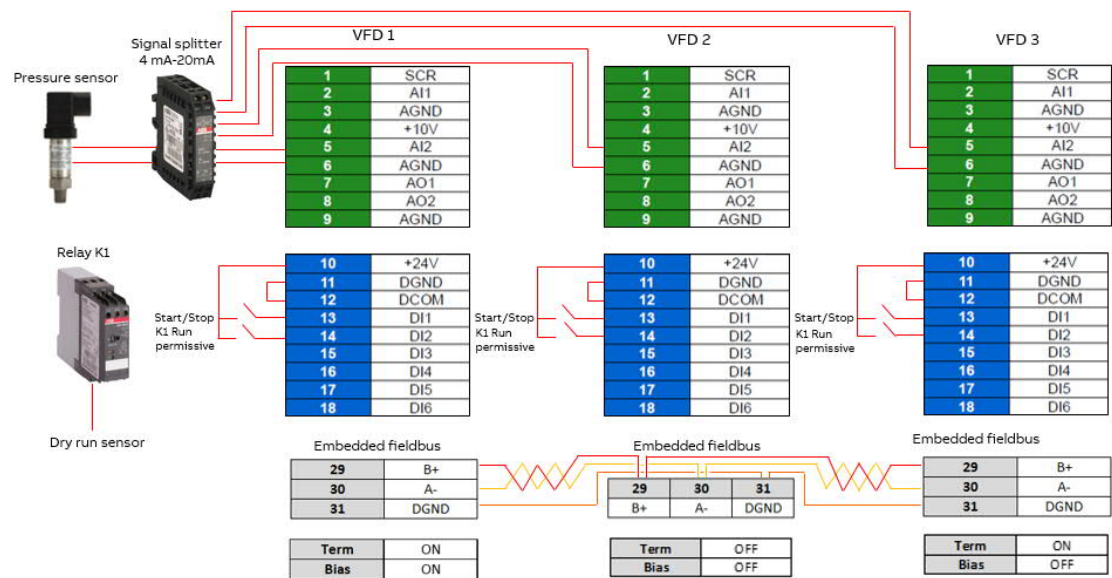 Signal splitter
4 mA-20mA
VFD 1
VFD 2
VFD 3
Pressure sensor
1 SCR
2 AI1
3 AGND
4 +10V
5 AI2
6 AGND
7 AO1
8 AO2
9 AGND
1 SCR
2 AI1
3 AGND
4 +10V
5 AI2
6 AGND
7 AO1
8 AO2
9 AGND
1 SCR
2 AI1
3 AGND
4 +10V
5 AI2
6 AGND
7 AO1
8 AO2
9 AGND
Relay K1
Start/Stop
K1 Run
permissive
10 +24V
11 DGND
12 DCOM
13 DI1
14 DI2
15 DI3
16 DI4
17 DI5
18 DI6
Start/Stop
K1 Run
permissive
10 +24V
11 DGND
12 DCOM
13 DI1
14 DI2
15 DI3
16 DI4
17 DI5
18 DI6
Start/Stop
K1 Run
permissive
10 +24V
11 DGND
12 DCOM
13 DI1
14 DI2
15 DI3
16 DI4
17 DI5
18 DI6
Dry run sensor
Embedded fieldbus
29 B+
30 A-
31 DGND
Term ON
Bias ON
Embedded fieldbus
29 30 31
B+ A- DGND
Term OFF
Bias OFF
Embedded fieldbus
29 B+
30 A-
31 DGND
Term ON
Bias OFF